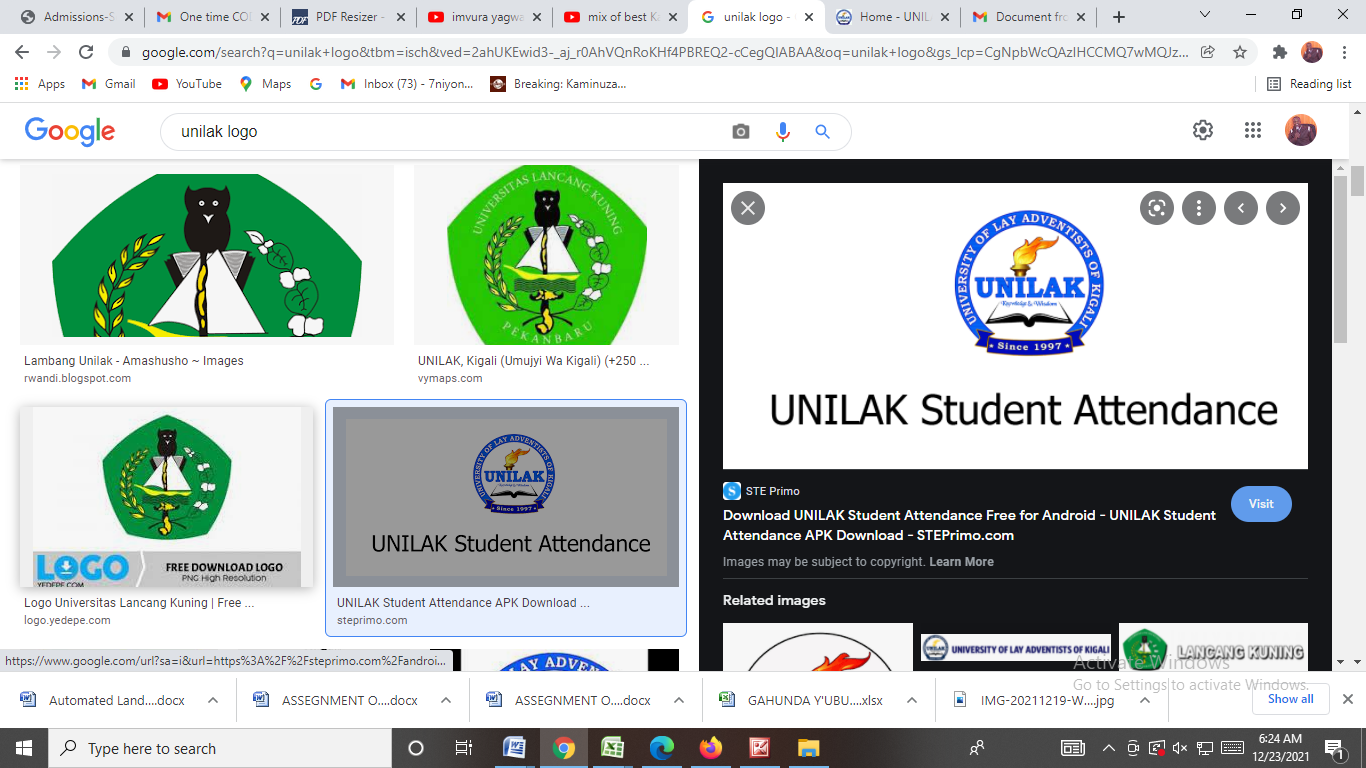 Admissions-S
One time CO
PDF Resizer -
imvura yagwa
mix of best Ka
unilak logo -
Home - UNIL
Document fro
google.com/search?q=unilak+logo&tbm=isch&ved=2ahUKEwid3-_aj_r0AhVQnRoKHf4PBREQ2-cCegQIABAA&oq=unilak+logo&gs_lcp=CgNpbWcQAzIHCCMQ7wMQJz...
Apps
Gmail
YouTube
Maps
Inbox (73) - 7niyon...
Breaking: Kaminuza...
Reading list
Google
unilak logo
Lambang Unilak - Amashusho ~ Images
rwandi.blogspot.com
UNIVERSITAS LANCANG KUNING
PEKANBARU
UNILAK, Kigali (Umujyi Wa Kigali) (+250 ...
vymaps.com
LOGO
YEDEPE.COM
FREE DOWNLOAD LOGO
PNG High Resolution
Logo Universitas Lancang Kuning | Free ...
logo.yedepe.com
UNIVERSITY OF LAY ADVENTISTS OF KIGALI
UNILAK
Since 1997
UNILAK Student Attendance
UNILAK Student Attendance APK Download ...
steprimo.com
UNIVERSITY OF LAY ADVENTISTS OF KIGALI
UNILAK
Knowledge & Wisdom
Since 1997
UNILAK Student Attendance
STE Primo
Download UNILAK Student Attendance Free for Android - UNILAK Student
Attendance APK Download - STEPrimo.com
Visit
Images may be subject to copyright. Learn More
Related images
UNIVERSITY OF LAY ADVENTISTS OF KIGALI
LANCANG KUNING
LAY ADVENT
https://www.google.com/url?sa=i&url=https%3A%2F%2Fsteprimo.com%2Fandroi...
Activate Windows
Go to Settings to activate Windows.
Automated Land....docx
ASSEGNMENT O....docx
ASSEGNMENT O....docx
GAHUNDA Y'UBU....xlsx
IMG-20211219-W....jpg
Show all
Type here to search
6:24 AM
12/23/2021
1